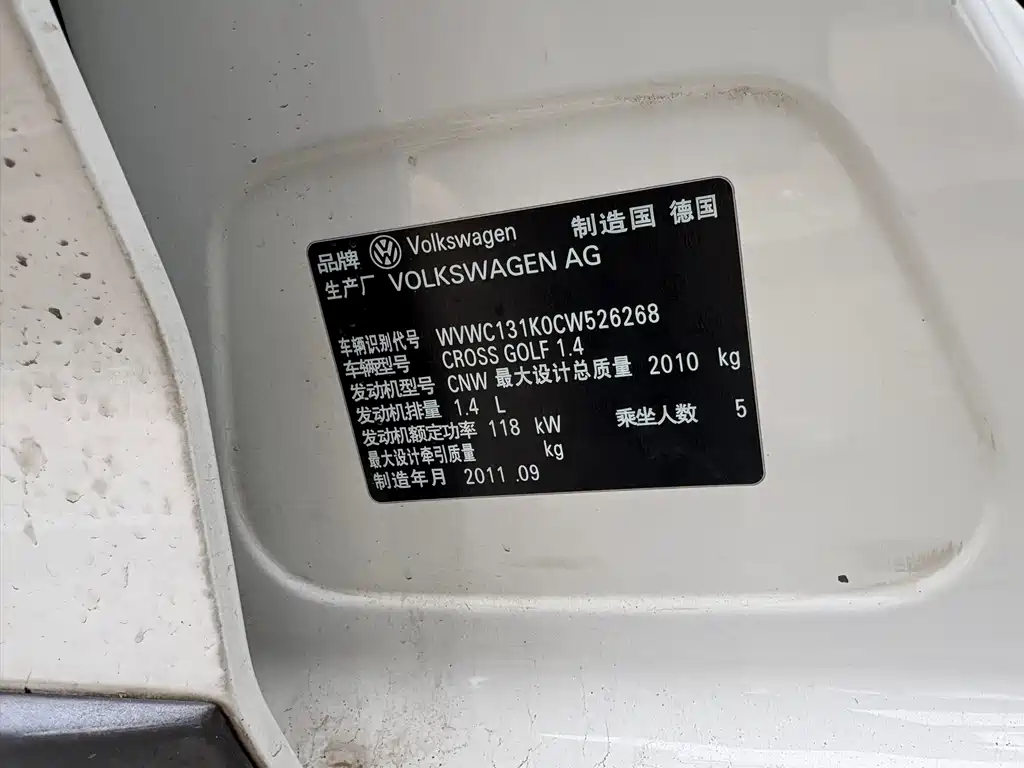 品牌 Volkswagen 制造国 德国
生产厂 VOLKSWAGEN AG
车辆识别代号 WVWC131K0CW526268
车辆型号 CROSS GOLF 1.4
发动机型号 CNW 最大设计总质量 2010 kg
发动机排量 1.4 L
发动机额定功率 118 kW 乘坐人数 5
最大设计牵引质量 kg
制造年月 2011 .09